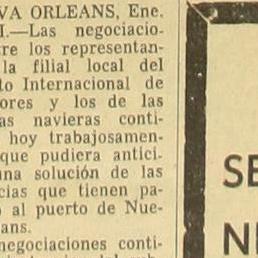 VA ORLEANS, Ene.
I.—Las negociacio-
tre los representan-
la filial local del
to Internacional de
ores y los de las
as navieras conti-
hoy trabajosamen-
que pudiera antici-
una solución de las
cias que tienen pa-
o al puerto de Nue-
ans.
negociaciones conti-
SE
NE